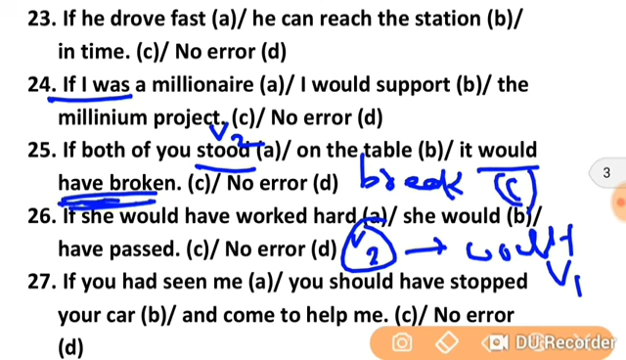 23. If he drove fast (a)/ he can reach the station (b)/
in time. (c)/ No error (d)
24. If I was a millionaire (a)/ I would support (b)/ the
millinium project. (c)/ No error (d)
V2
25. If both of you stood (a)/ on the table (b)/ it would
have broken. (c)/ No error (d) break (c)
3
26. If she would have worked hard (a)/ she would (b)/
have passed. (c)/ No error (d) V2 → would
V1
27. If you had seen me (a)/ you should have stopped
your car (b)/ and come to help me. (c)/ No error
(d)
DU Recorder